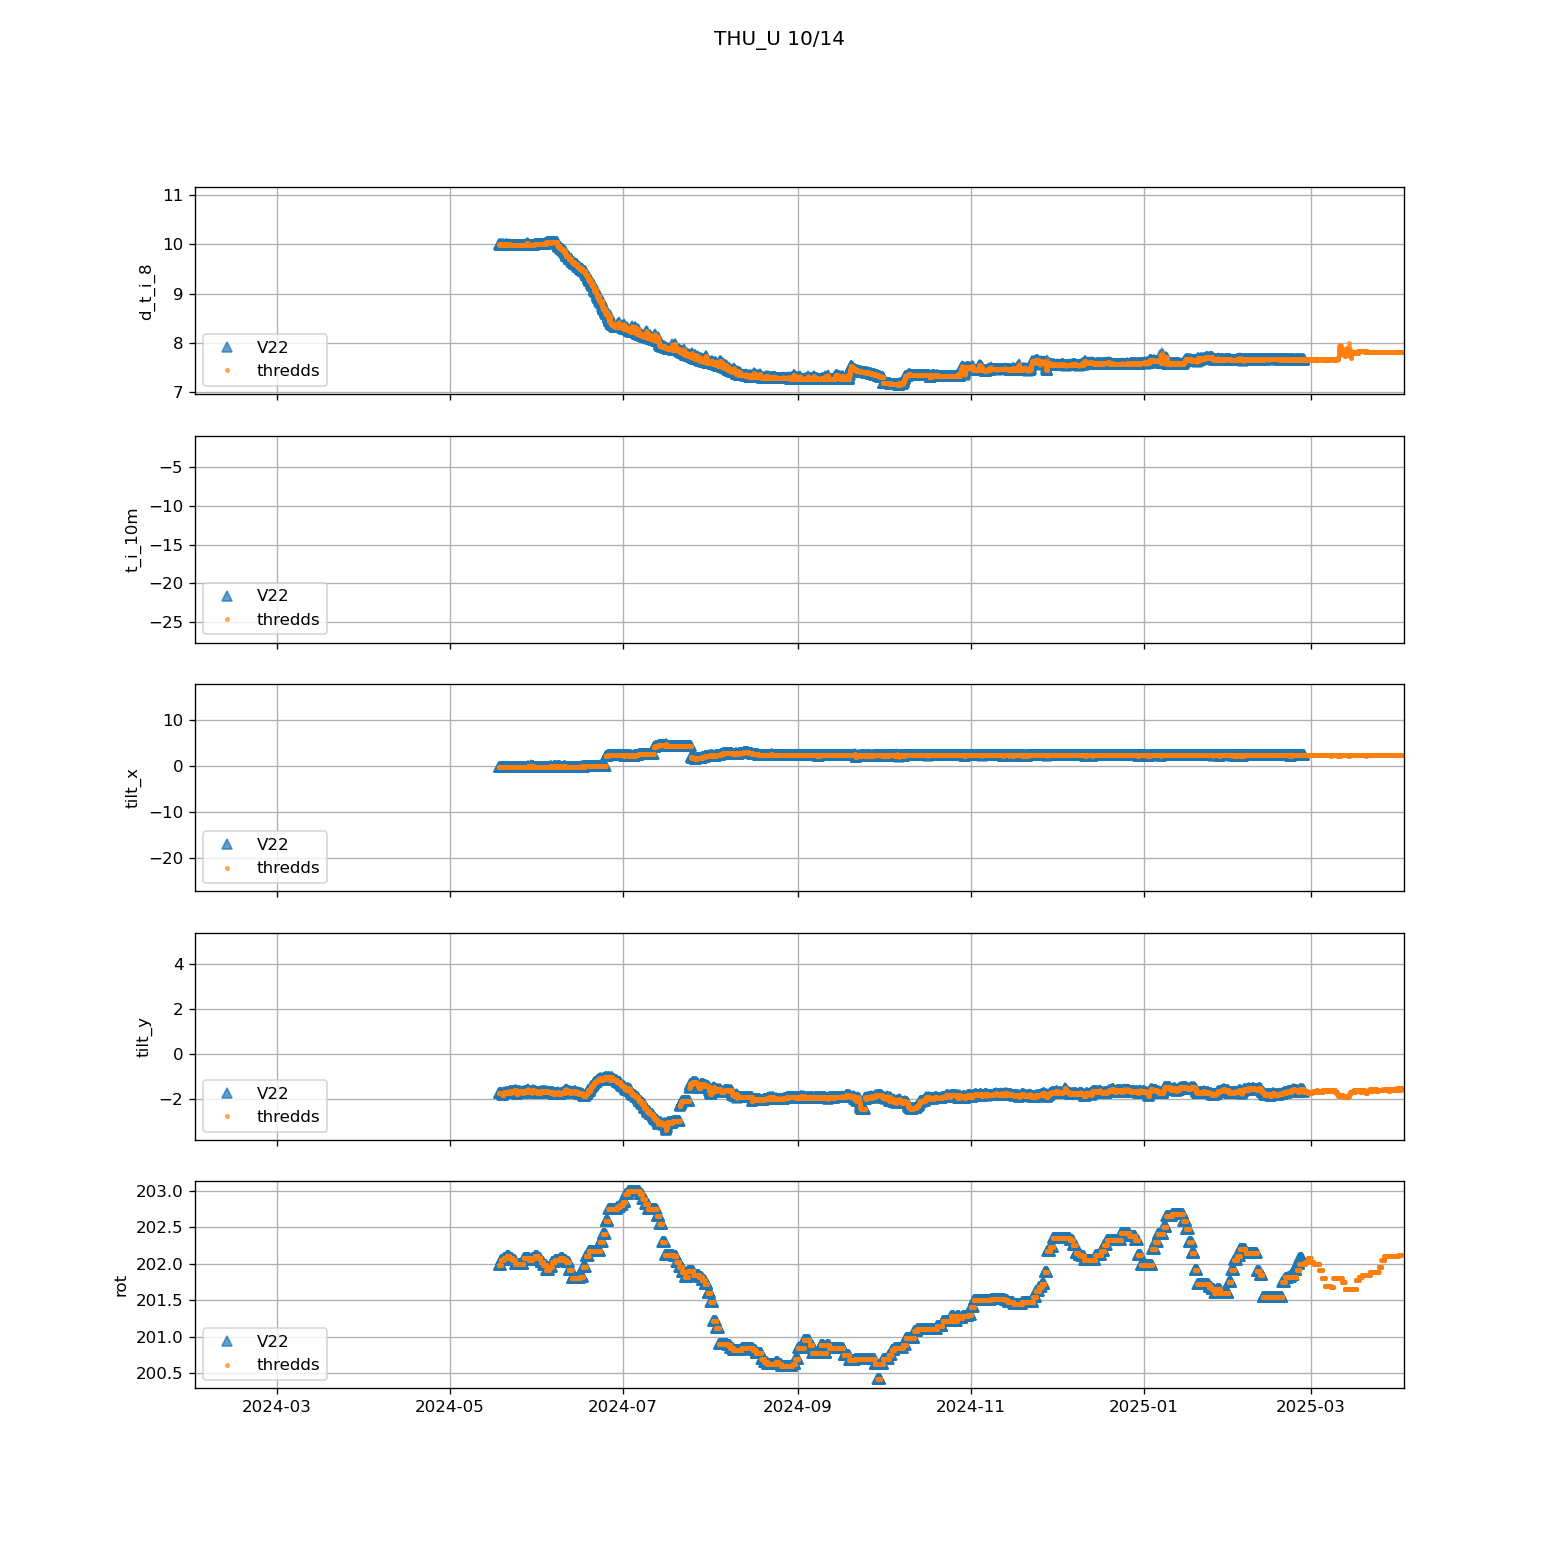 THU_U 10/14
11
10
9
8
7
d_t_i_8
V22
thredds
−5
−10
−15
−20
−25
t_i_10m
V22
thredds
10
0
−10
−20
tilt_x
V22
thredds
4
2
0
−2
tilt_y
V22
thredds
203.0
202.5
202.0
201.5
201.0
200.5
rot
V22
thredds
2024-03 2024-05 2024-07 2024-09 2024-11 2025-01 2025-03